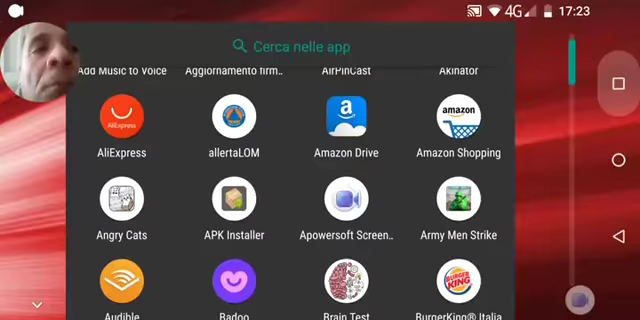 4G 17:23
Cerca nelle app
Add Music to Voice Aggiornamento firm.. AirPinCast Akinator
AliExpress amazon
AliExpress allertaLOM Amazon Drive Amazon Shopping
Angry Cats APK Installer Apowersoft Screen.. Army Men Strike
BURGER KING
Audible Badoo Brain Test BurgerKing® Italia